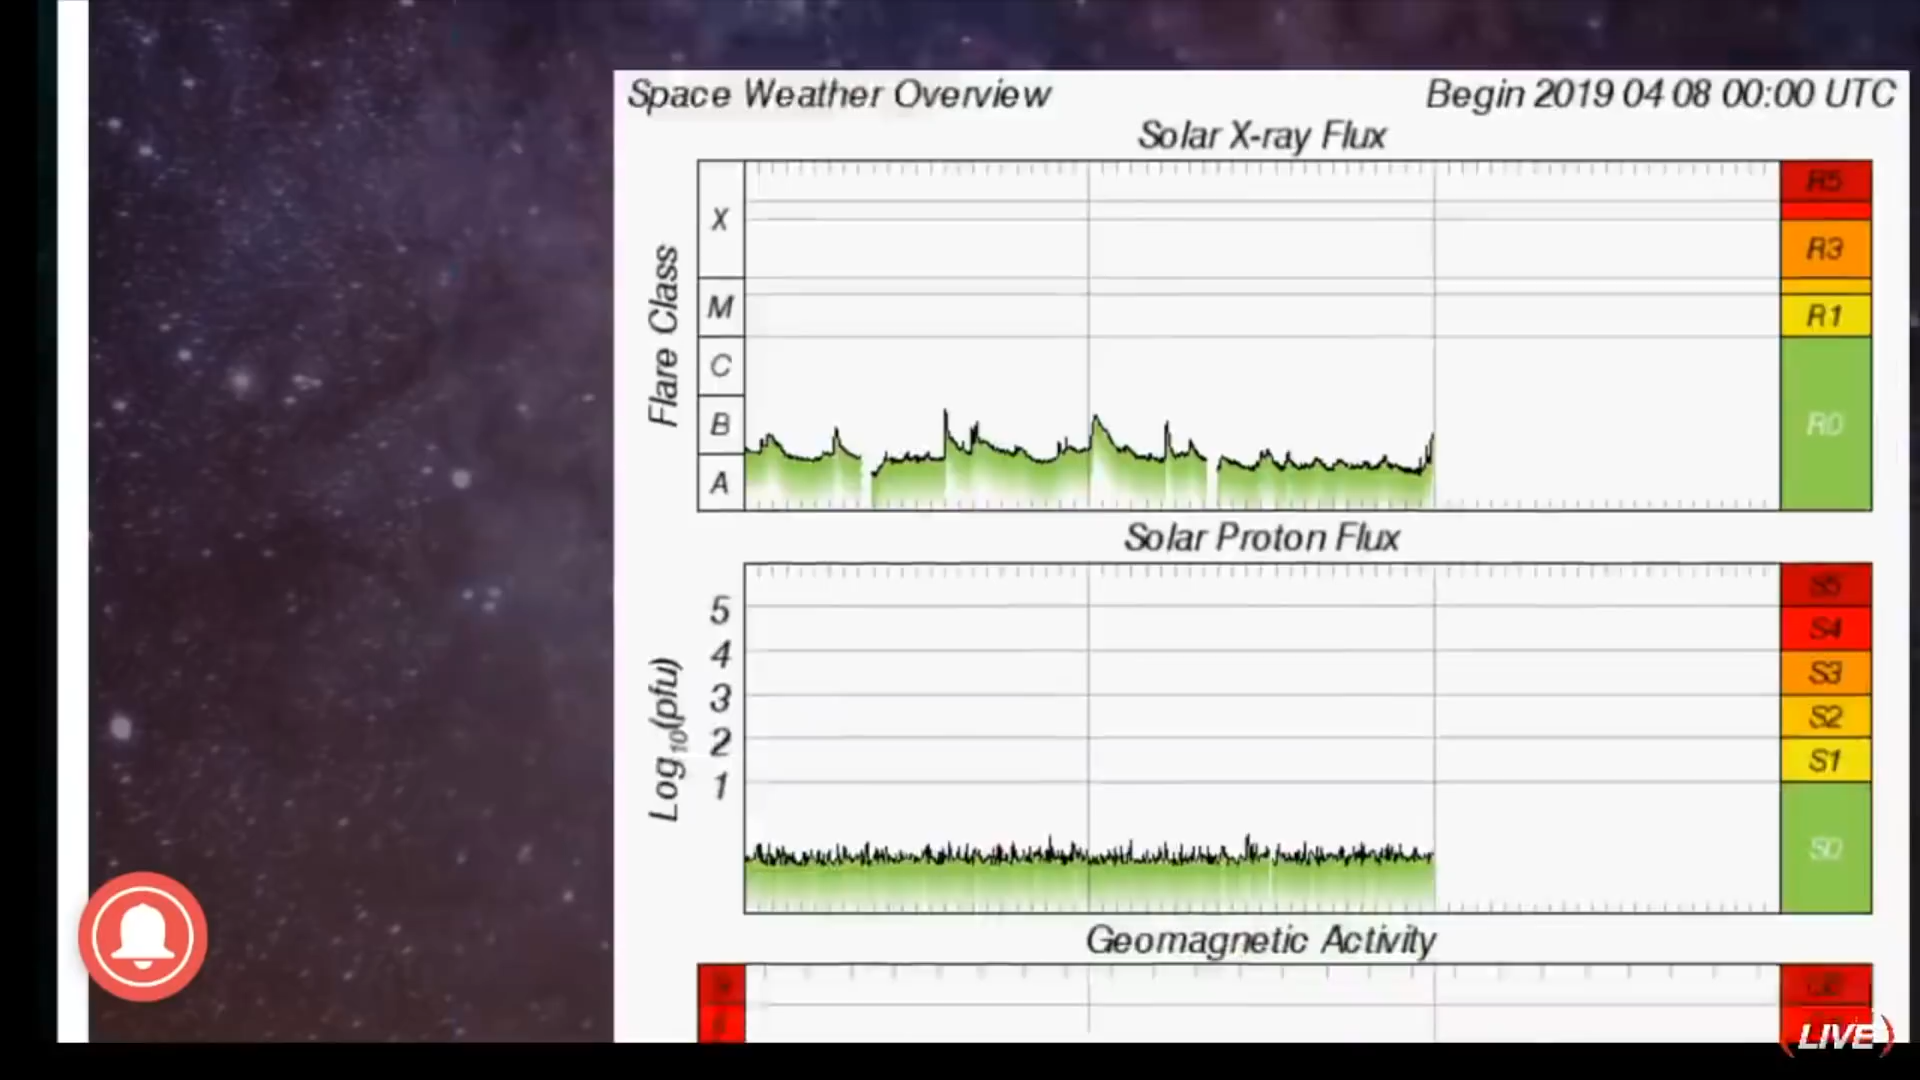 Space Weather Overview
Begin 2019 04 08 00:00 UTC
Solar X-ray Flux
Flare Class
X
M
C
B
A
R5
R3
R1
R0
Solar Proton Flux
Log10(pfu)
5
4
3
2
1
S5
S4
S3
S2
S1
S0
Geomagnetic Activity
LIVE